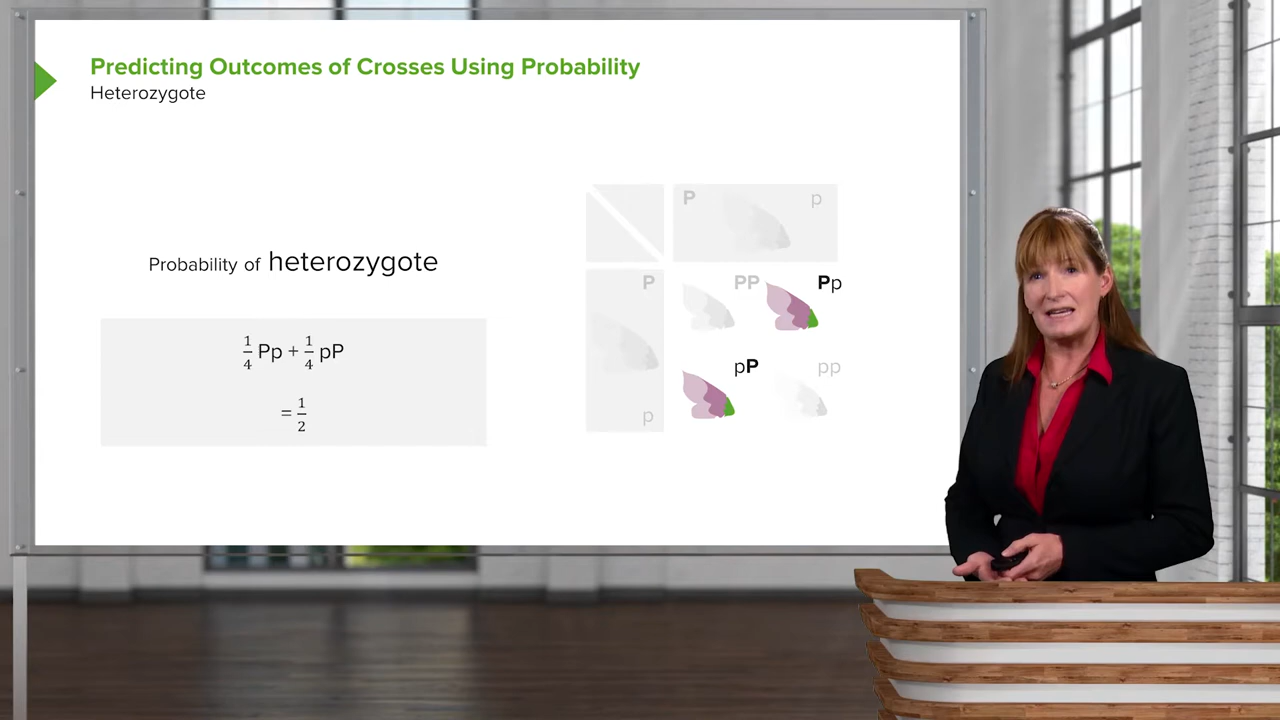 Predicting Outcomes of Crosses Using Probability
Heterozygote
Probability of heterozygote
1/4 Pp + 1/4 pP
= 1/2
P p
P PP Pp
pP pp
p